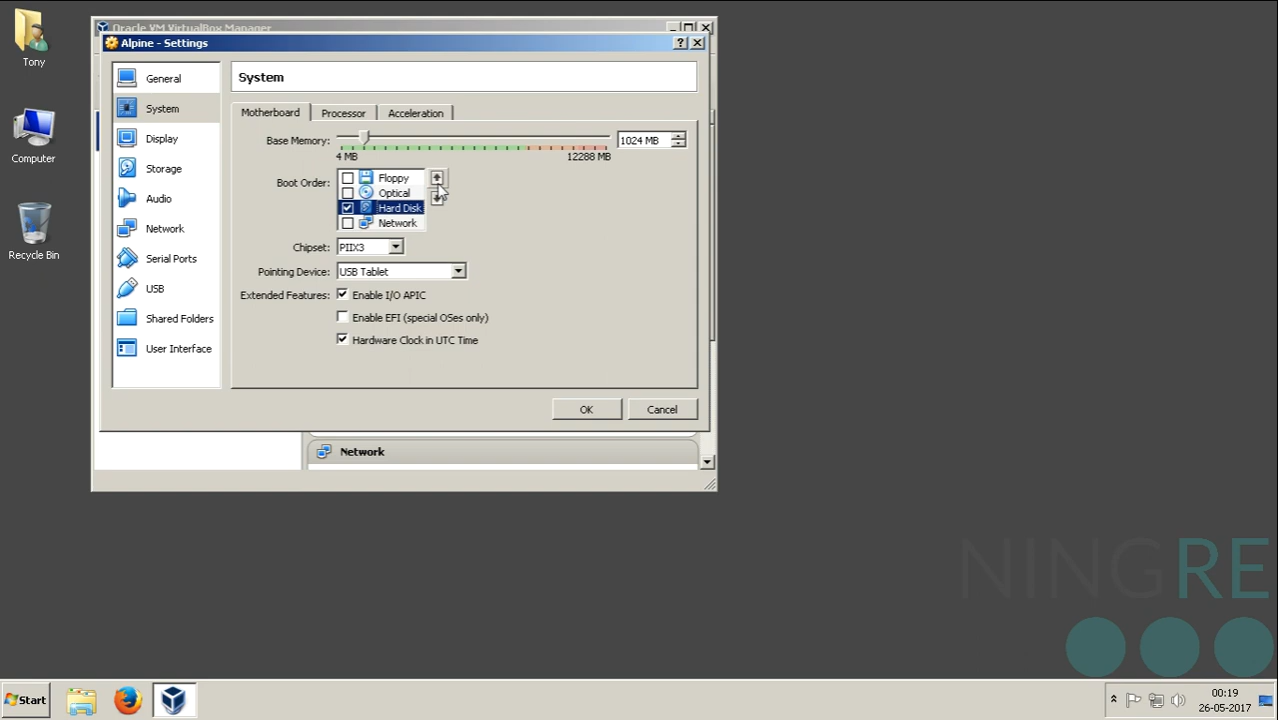 Oracle VM VirtualBox Manager
Alpine - Settings
Tony
Computer
Recycle Bin
General
System
Display
Storage
Audio
Network
Serial Ports
USB
Shared Folders
User Interface
System
Motherboard
Processor
Acceleration
Base Memory:
1024 MB
4 MB
12288 MB
Boot Order:
Floppy
Optical
Hard Disk
Network
Chipset:
PIIX3
Pointing Device:
USB Tablet
Extended Features:
Enable I/O APIC
Enable EFI (special OSes only)
Hardware Clock in UTC Time
OK
Cancel
Network
NINGRE
Start
00:19
26-05-2017